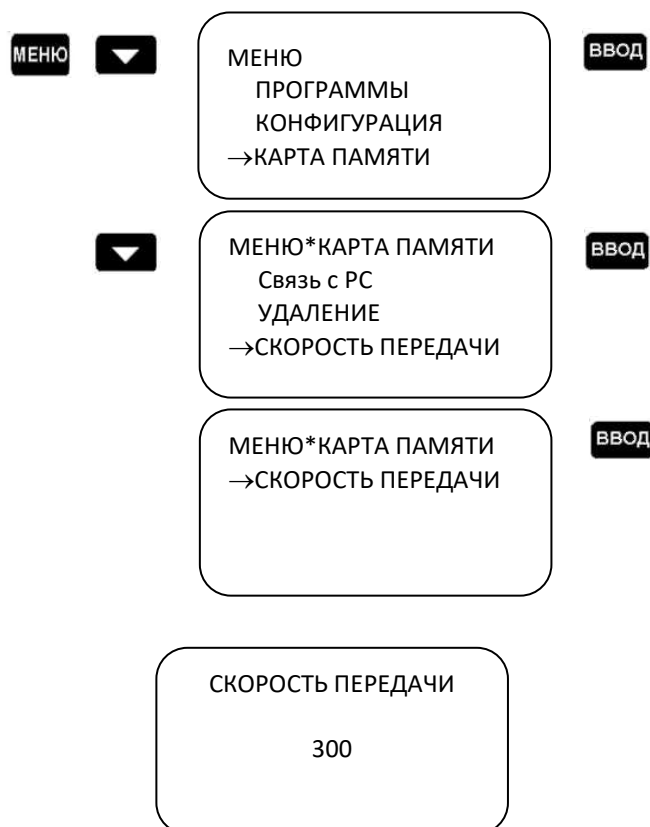 МЕНЮ
МЕНЮ
ПРОГРАММЫ
КОНФИГУРАЦИЯ
→КАРТА ПАМЯТИ
ВВОД
МЕНЮ*КАРТА ПАМЯТИ
Связь с PC
УДАЛЕНИЕ
→СКОРОСТЬ ПЕРЕДАЧИ
ВВОД
МЕНЮ*КАРТА ПАМЯТИ
→СКОРОСТЬ ПЕРЕДАЧИ
ВВОД
СКОРОСТЬ ПЕРЕДАЧИ
300